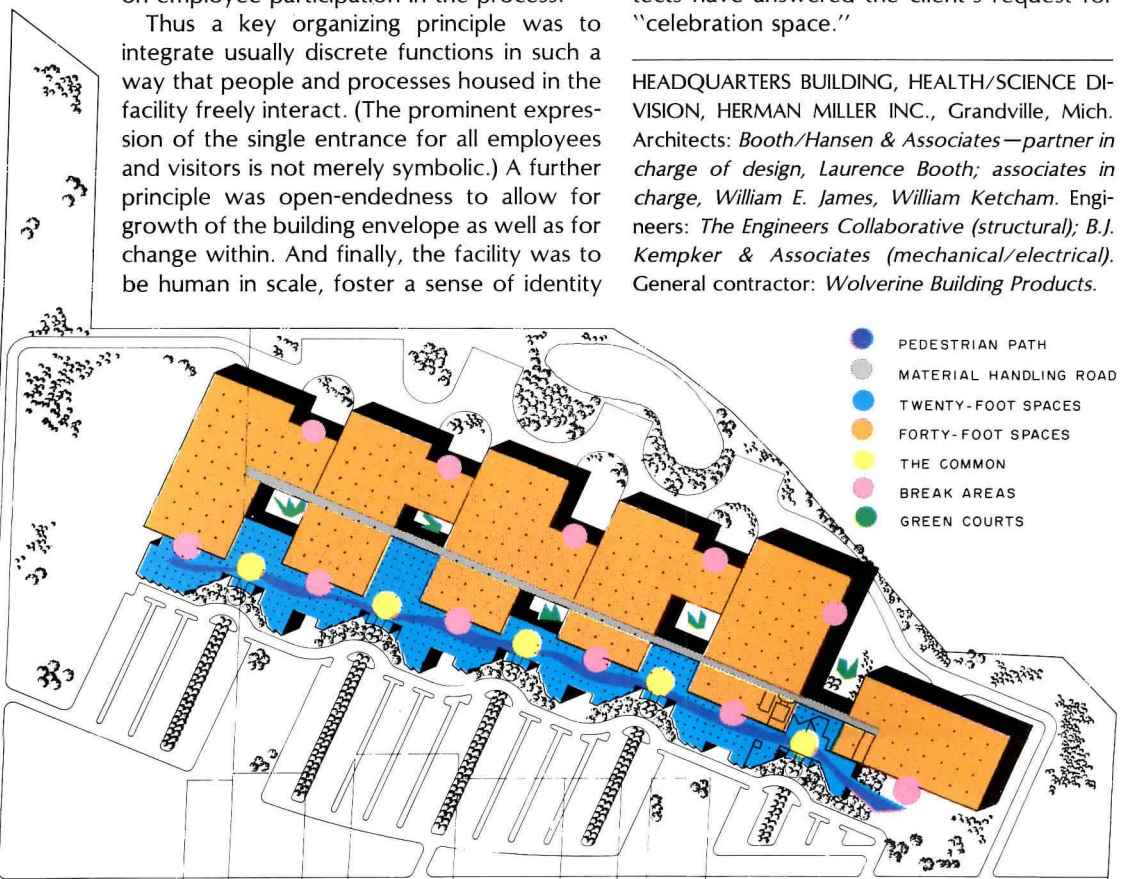 on employee participation in the process.
Thus a key organizing principle was to
integrate usually discrete functions in such a
way that people and processes housed in the
facility freely interact. (The prominent expres-
sion of the single entrance for all employees
and visitors is not merely symbolic.) A further
principle was open-endedness to allow for
growth of the building envelope as well as for
change within. And finally, the facility was to
be human in scale, foster a sense of identity
tects have answered the client's request for
"celebration space."
HEADQUARTERS BUILDING, HEALTH/SCIENCE DI-
VISION, HERMAN MILLER INC., Grandville, Mich.
Architects: Booth/Hansen & Associates—partner in
charge of design, Laurence Booth; associates in
charge, William E. James, William Ketcham. Engi-
neers: The Engineers Collaborative (structural); B.J.
Kempker & Associates (mechanical/electrical).
General contractor: Wolverine Building Products.
PEDESTRIAN PATH
MATERIAL HANDLING ROAD
TWENTY-FOOT SPACES
FORTY-FOOT SPACES
THE COMMON
BREAK AREAS
GREEN COURTS